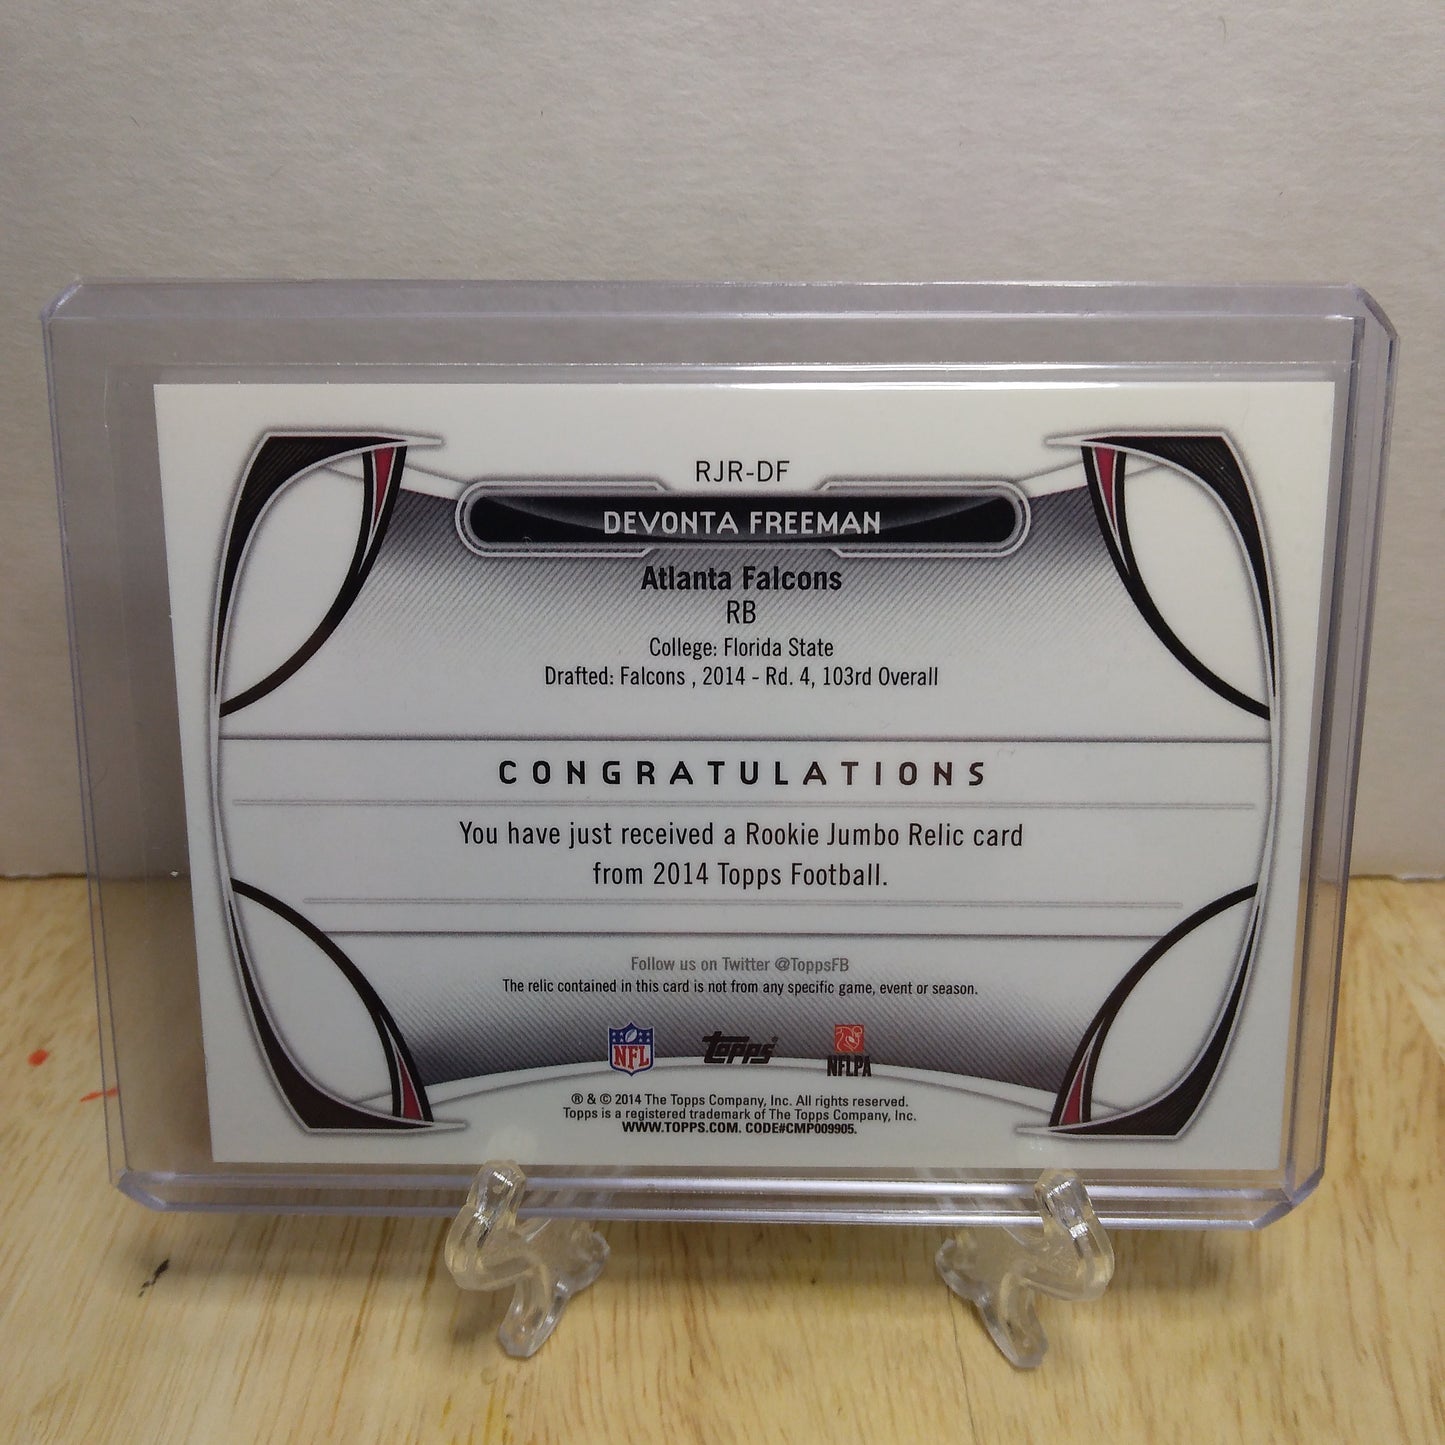 RJR-DF
DEVONTA FREEMAN
Atlanta Falcons
RB
College: Florida State
Drafted: Falcons , 2014 - Rd. 4, 103rd Overall
CONGRATULATIONS
You have just received a Rookie Jumbo Relic card
from 2014 Topps Football.
Follow us on Twitter @ToppsFB
The relic contained in this card is not from any specific game, event or season.
NFL topps NFLPA
® & © 2014 The Topps Company, Inc. All rights reserved.
Topps is a registered trademark of The Topps Company, Inc.
WWW.TOPPS.COM. CODE#CMP009905.